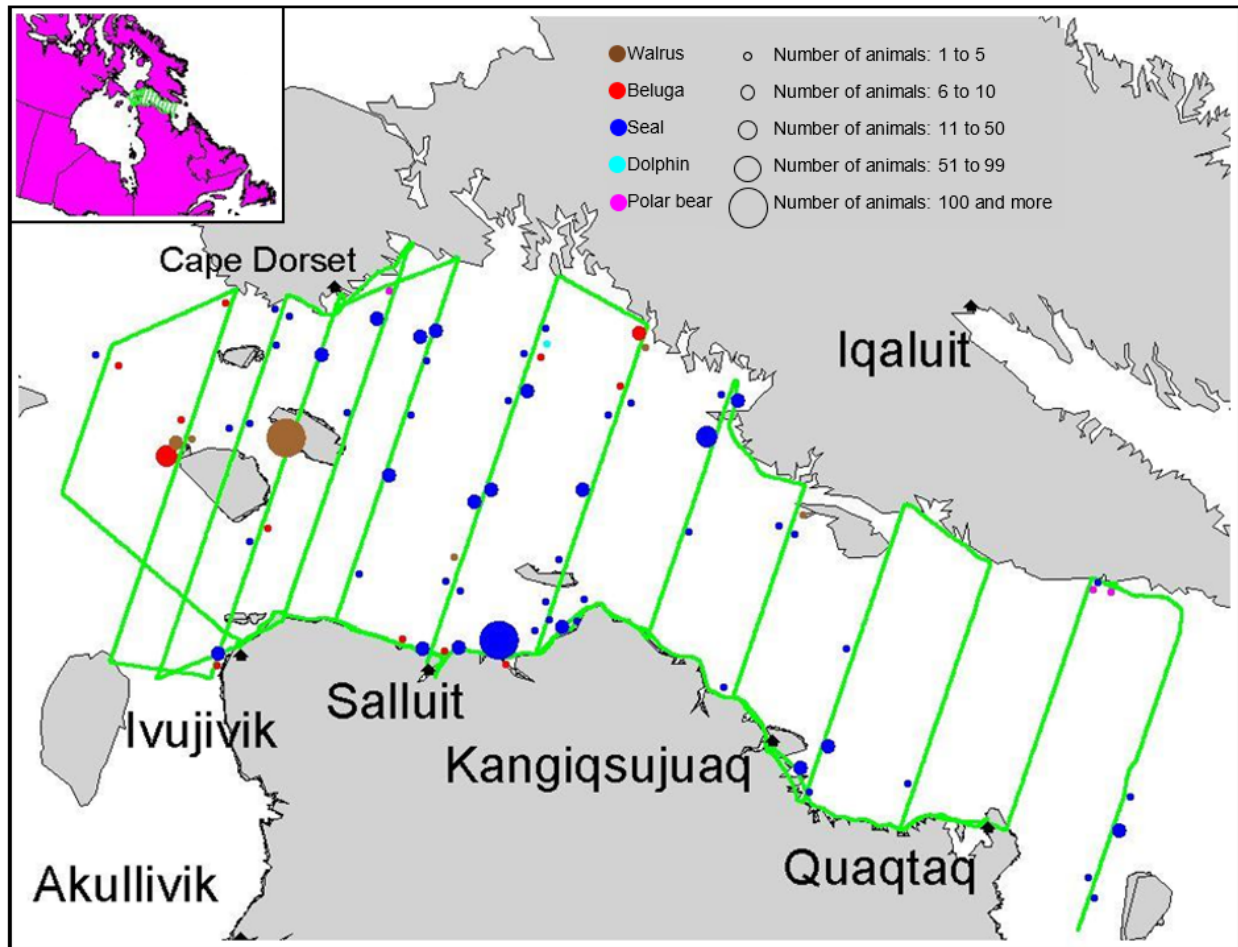 Walrus
Beluga
Seal
Dolphin
Polar bear
Number of animals: 1 to 5
Number of animals: 6 to 10
Number of animals: 11 to 50
Number of animals: 51 to 99
Number of animals: 100 and more
Cape Dorset
Iqaluit
Ivujivik
Salluit
Kangiqsujuaq
Quaqtaq
Akullivik